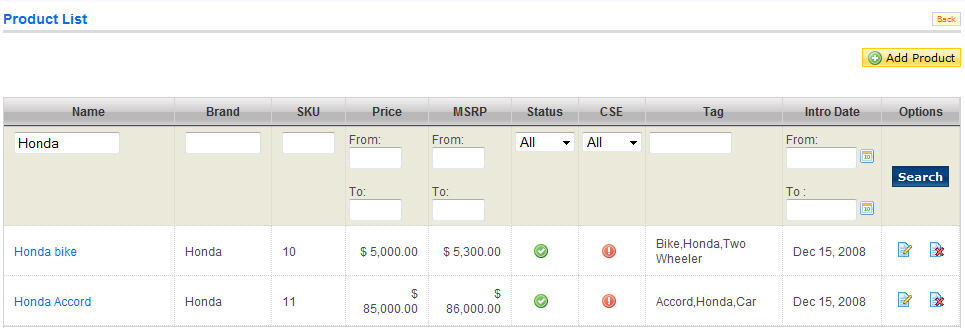 Product List
Back
Add Product
Name Brand SKU Price MSRP Status CSE Tag Intro Date Options
Honda From: From: All All From:
Search
To: To: To :
Honda bike Honda 10 $ 5,000.00 $ 5,300.00 Bike,Honda,Two Wheeler Dec 15, 2008
Honda Accord Honda 11 $ 85,000.00 $ 86,000.00 Accord,Honda,Car Dec 15, 2008